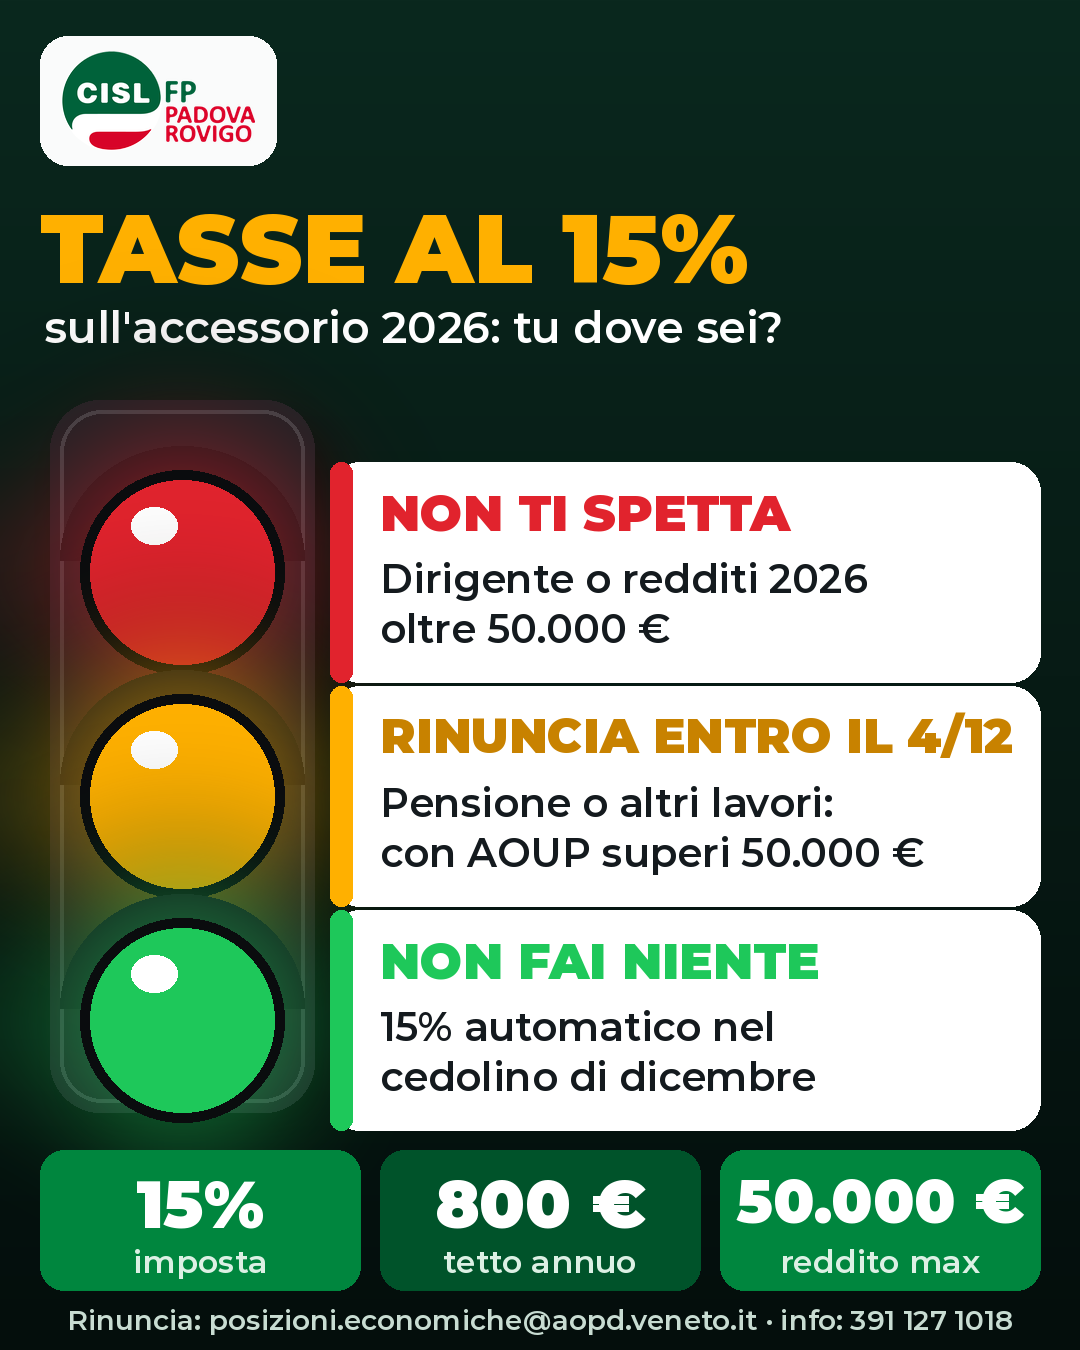 CISL FP
PADOVA
ROVIGO
TASSE AL 15%
sull'accessorio 2026: tu dove sei?
NON TI SPETTA
Dirigente o redditi 2026
oltre 50.000 €
RINUNCIA ENTRO IL 4/12
Pensione o altri lavori:
con AOUP superi 50.000 €
NON FAI NIENTE
15% automatico nel
cedolino di dicembre
15%
imposta
800 €
tetto annuo
50.000 €
reddito max
Rinuncia: posizioni.economiche@aopd.veneto.it · info: 391 127 1018